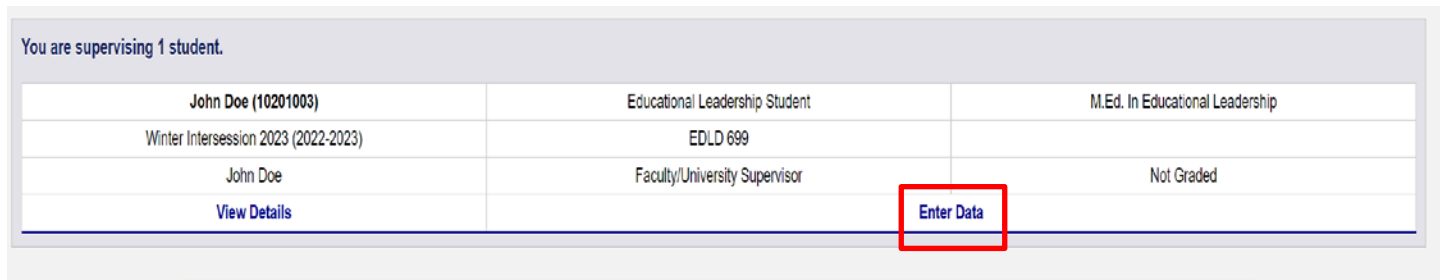 You are supervising 1 student.
John Doe (10201003) Educational Leadership Student M.Ed. In Educational Leadership
Winter Intersession 2023 (2022-2023) EDLD 699
John Doe Faculty/University Supervisor Not Graded
View Details Enter Data